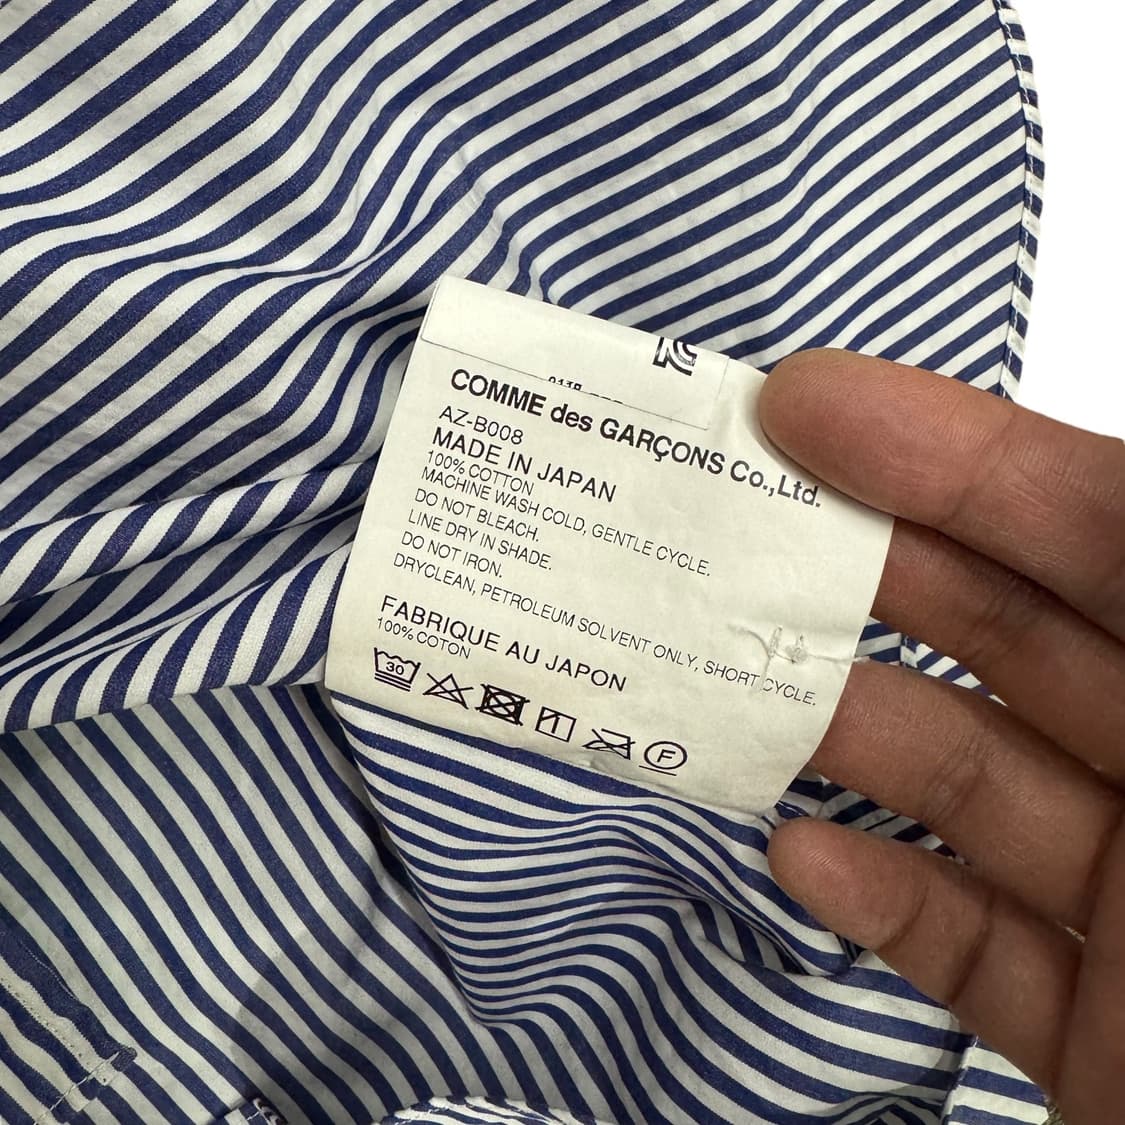 COMME des GARÇONS Co.,Ltd.
AZ-B008
MADE IN JAPAN
100% COTTON
MACHINE WASH COLD, GENTLE CYCLE.
DO NOT BLEACH.
LINE DRY IN SHADE.
DO NOT IRON.
DRYCLEAN, PETROLEUM SOLVENT ONLY, SHORT CYCLE.
FABRIQUE AU JAPON
100% COTON
30 F